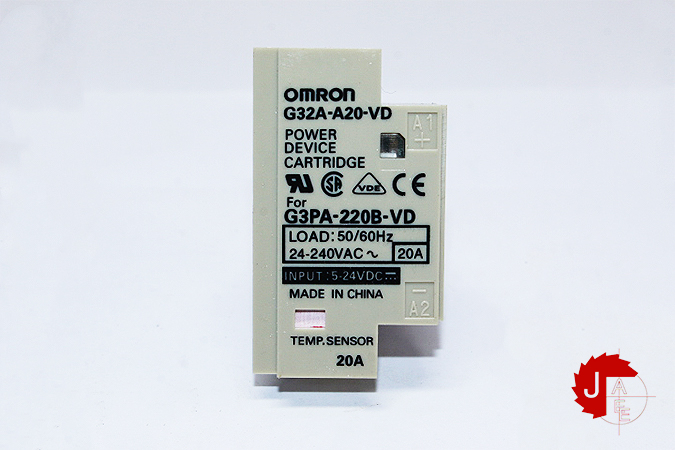 OMRON
G32A-A20-VD
POWER
DEVICE
CARTRIDGE
A1
+
VDE CE
For
G3PA-220B-VD
LOAD: 50/60Hz
24-240VAC ~ 20A
INPUT: 5-24VDC ⎓
MADE IN CHINA
−
A2
TEMP.SENSOR
20A
J
A